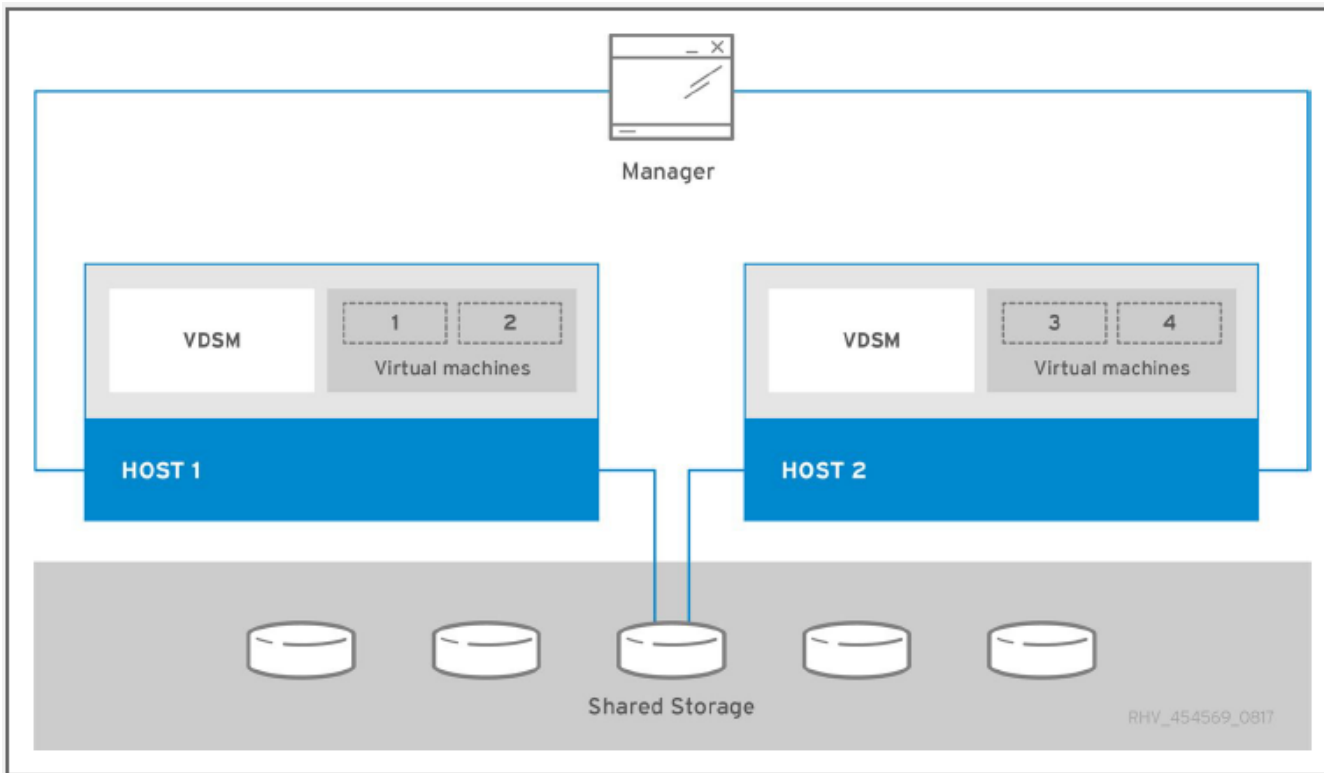 Manager
VDSM
1
2
Virtual machines
HOST 1
VDSM
3
4
Virtual machines
HOST 2
Shared Storage
RHV_454569_0817